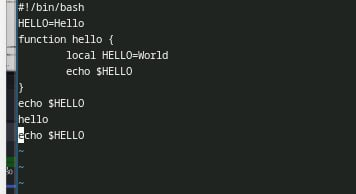 #!/bin/bash
HELLO=Hello
function hello {
        local HELLO=World
        echo $HELLO
}
echo $HELLO
hello
echo $HELLO
~
~
~